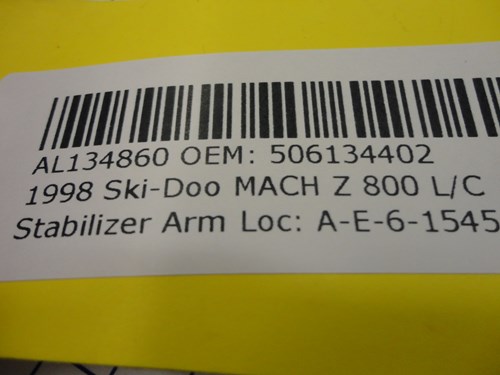 AL134860 OEM: 506134402
1998 Ski-Doo MACH Z 800 L/C
Stabilizer Arm Loc: A-E-6-1545